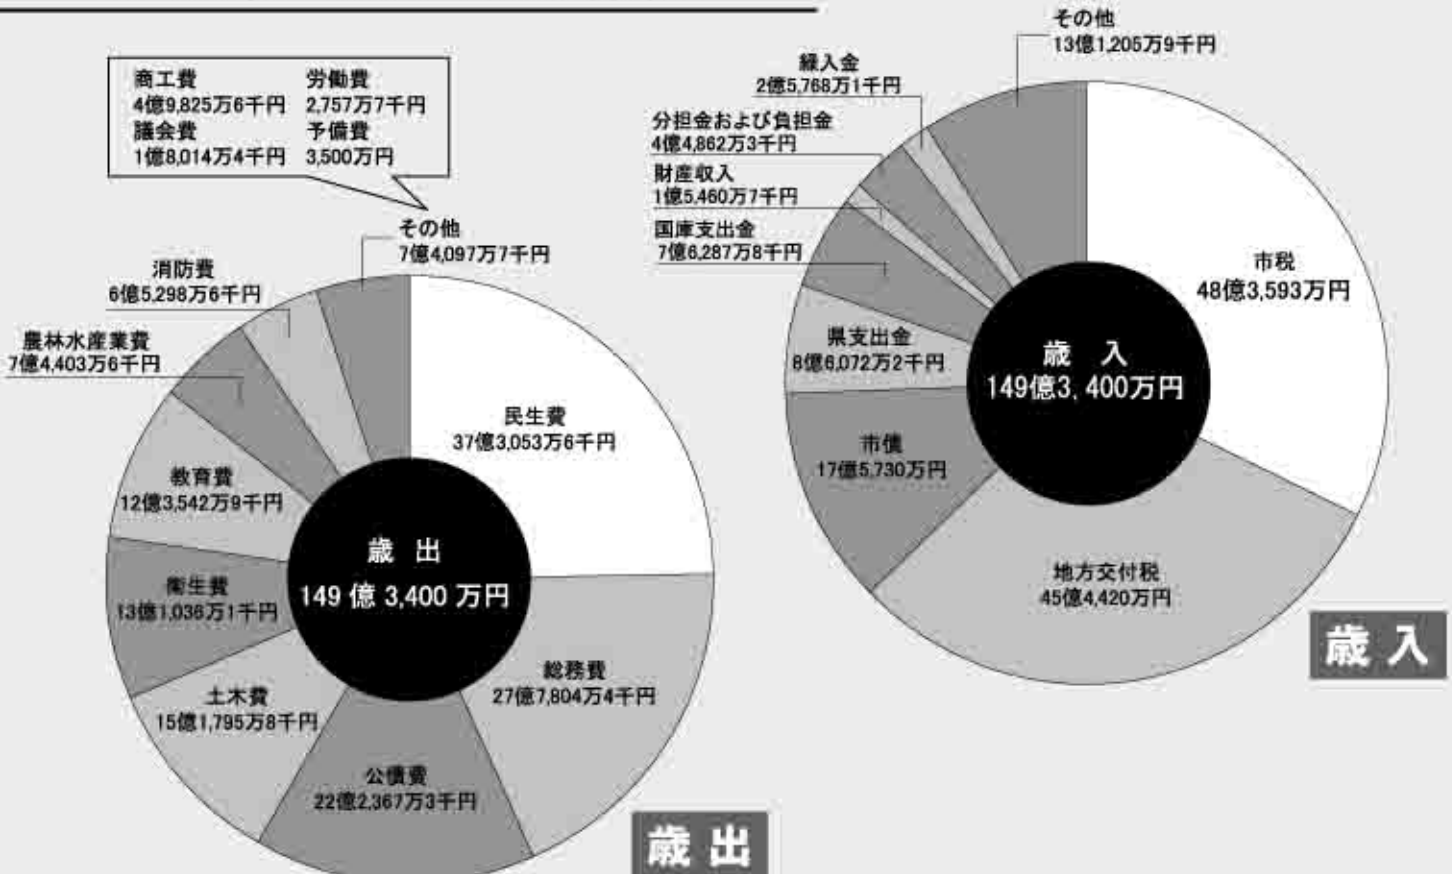 商工費 労働費
4億9,825万6千円 2,757万7千円
議会費 予備費
1億8,014万4千円 3,500万円
その他
7億4,097万7千円
消防費
6億5,298万6千円
農林水産業費
7億4,403万6千円
教育費
12億3,542万9千円
衛生費
13億1,036万1千円
土木費
15億1,795万8千円
公債費
22億2,367万3千円
総務費
27億7,804万4千円
民生費
37億3,053万6千円
歳 出
149 億 3,400 万円
歳 出
その他
13億1,205万9千円
繰入金
2億5,768万1千円
分担金および負担金
4億4,862万3千円
財産収入
1億5,460万7千円
国庫支出金
7億6,287万8千円
県支出金
8億6,072万2千円
市債
17億5,730万円
地方交付税
45億4,420万円
市税
48億3,593万円
歳 入
149億3,400万円
歳 入